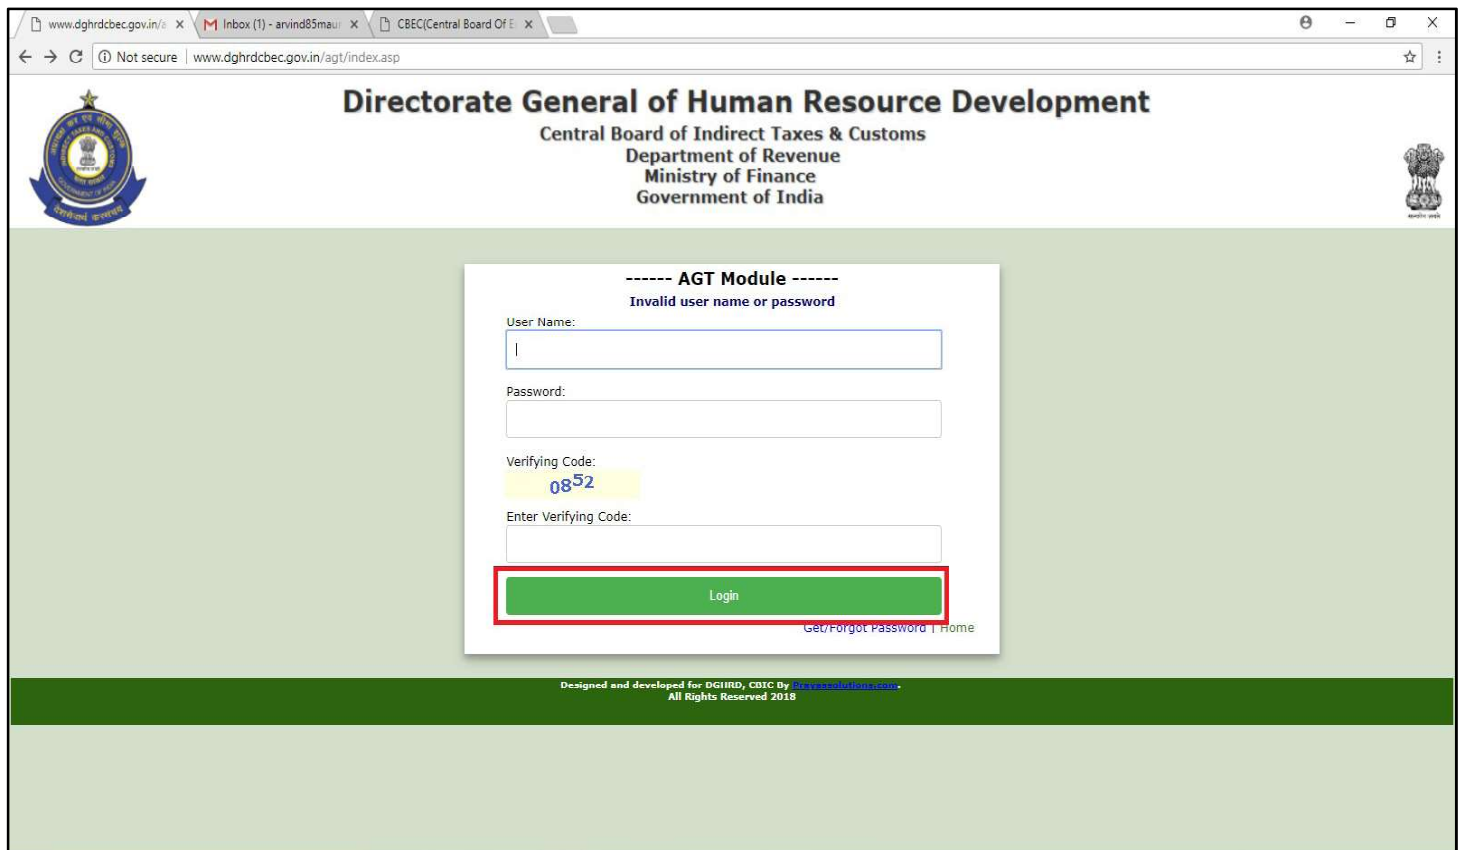 www.dghrdcbec.gov.in/a
Inbox (1) - arvind85maur
CBEC(Central Board Of E
Not secure
www.dghrdcbec.gov.in/agt/index.asp
Directorate General of Human Resource Development
Central Board of Indirect Taxes & Customs
Department of Revenue
Ministry of Finance
Government of India
------ AGT Module ------
Invalid user name or password
User Name:
Password:
Verifying Code:
0852
Enter Verifying Code:
Login
Get/Forgot Password | Home
Designed and developed for DGHRD, CBIC By Prayassolutions.com.
All Rights Reserved 2018